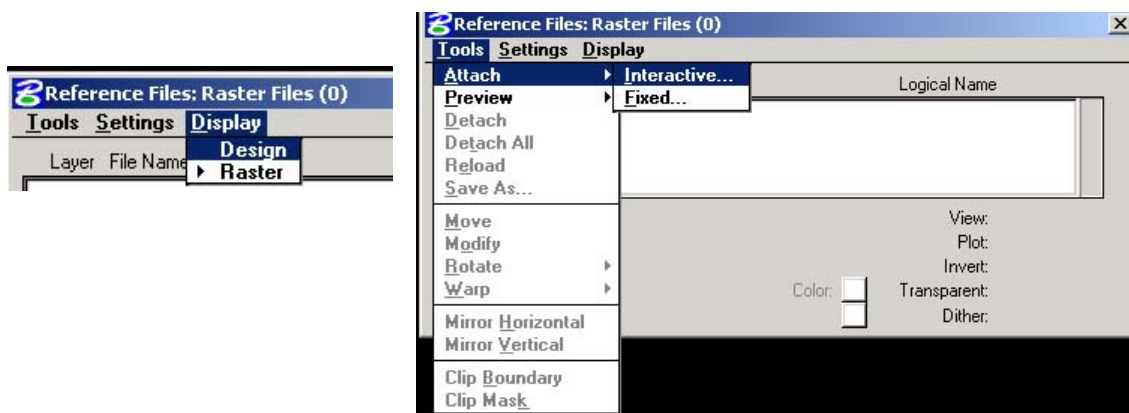 Reference Files: Raster Files (0)
Tools Settings Display
Design
Layer File Name
Raster
Reference Files: Raster Files (0)
Tools Settings Display
Attach Interactive...
Logical Name
Preview Fixed...
Detach
Detach All
Reload
Save As...
Move
View:
Modify
Plot:
Rotate
Invert:
Warp
Color:
Transparent:
Mirror Horizontal
Dither:
Mirror Vertical
Clip Boundary
Clip Mask